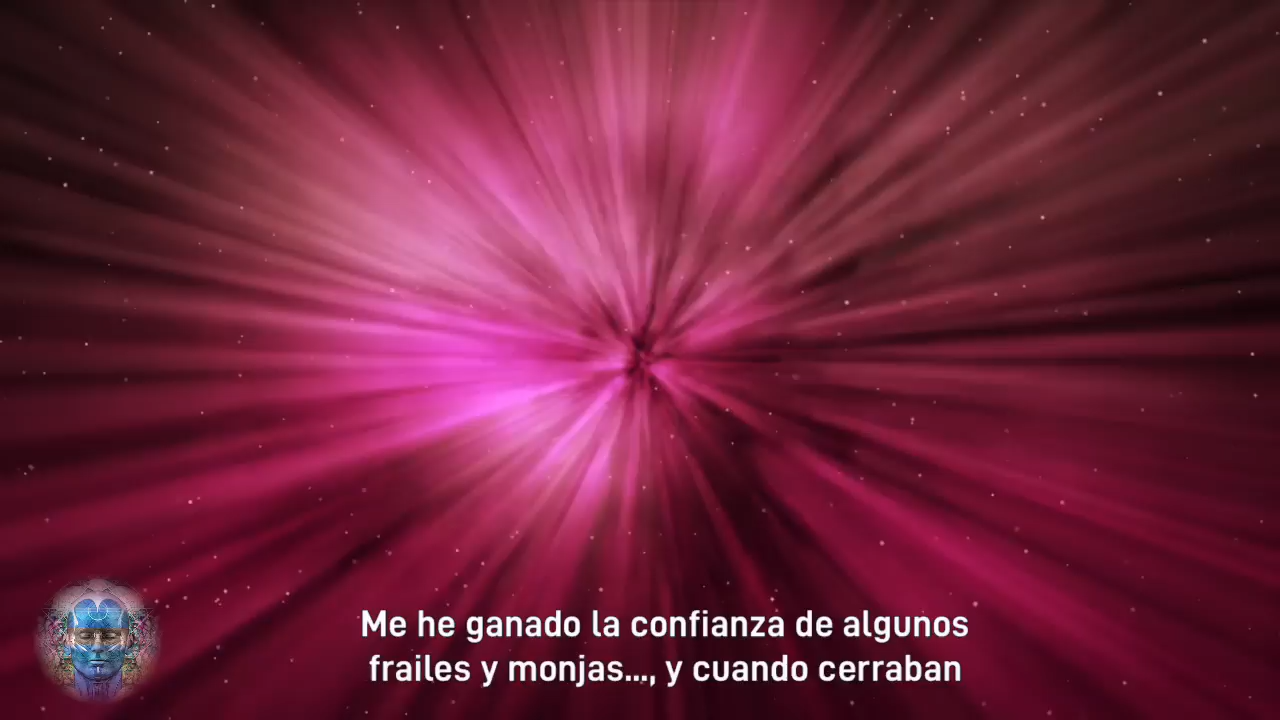 Me he ganado la confianza de algunos
frailes y monjas..., y cuando cerraban